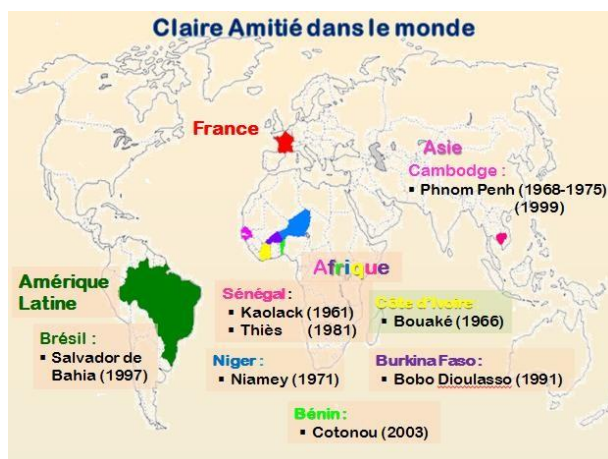 Claire Amitié dans le monde
France
Asie
Cambodge :
▪ Phnom Penh (1968-1975)
(1999)
Afrique
Amérique
Latine
Brésil :
▪ Salvador de
Bahia (1997)
Sénégal :
▪ Kaolack (1961)
▪ Thiès (1981)
Côte d'Ivoire
▪ Bouaké (1966)
Niger :
▪ Niamey (1971)
Burkina Faso :
▪ Bobo Dioulasso (1991)
Bénin :
▪ Cotonou (2003)